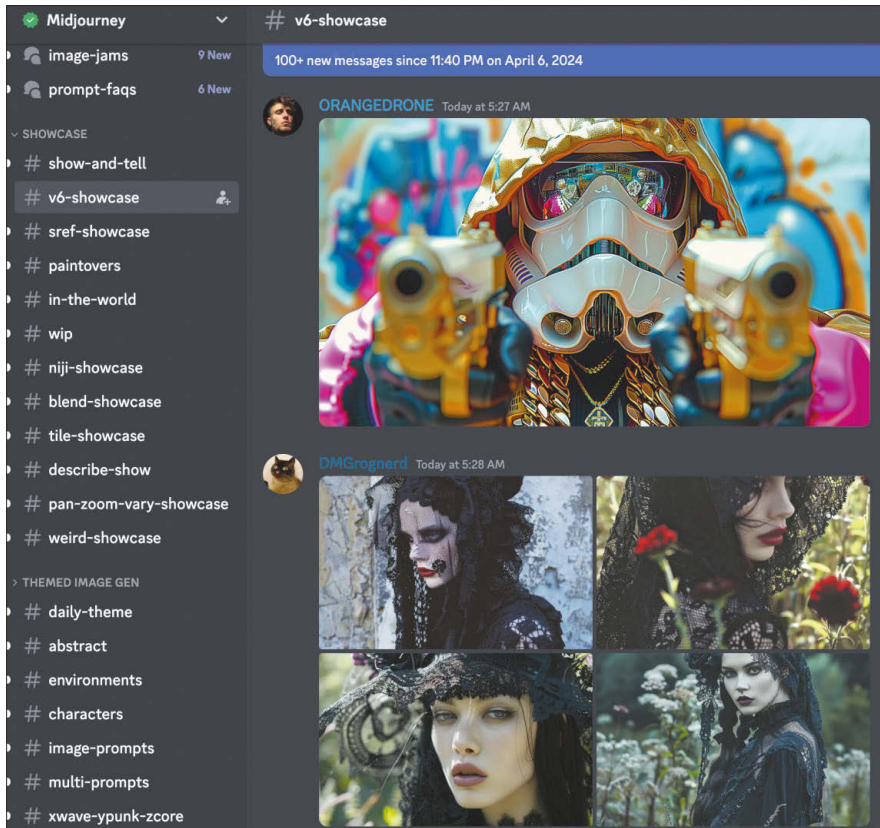 Midjourney
image-jams 9 New
prompt-faqs 6 New
SHOWCASE
# show-and-tell
# v6-showcase
# sref-showcase
# paintovers
# in-the-world
# wip
# niji-showcase
# blend-showcase
# tile-showcase
# describe-show
# pan-zoom-vary-showcase
# weird-showcase
THEMED IMAGE GEN
# daily-theme
# abstract
# environments
# characters
# image-prompts
# multi-prompts
# xwave-ypunk-zcore
# v6-showcase
100+ new messages since 11:40 PM on April 6, 2024
ORANGEDRONE Today at 5:27 AM
DMGrognerd Today at 5:28 AM